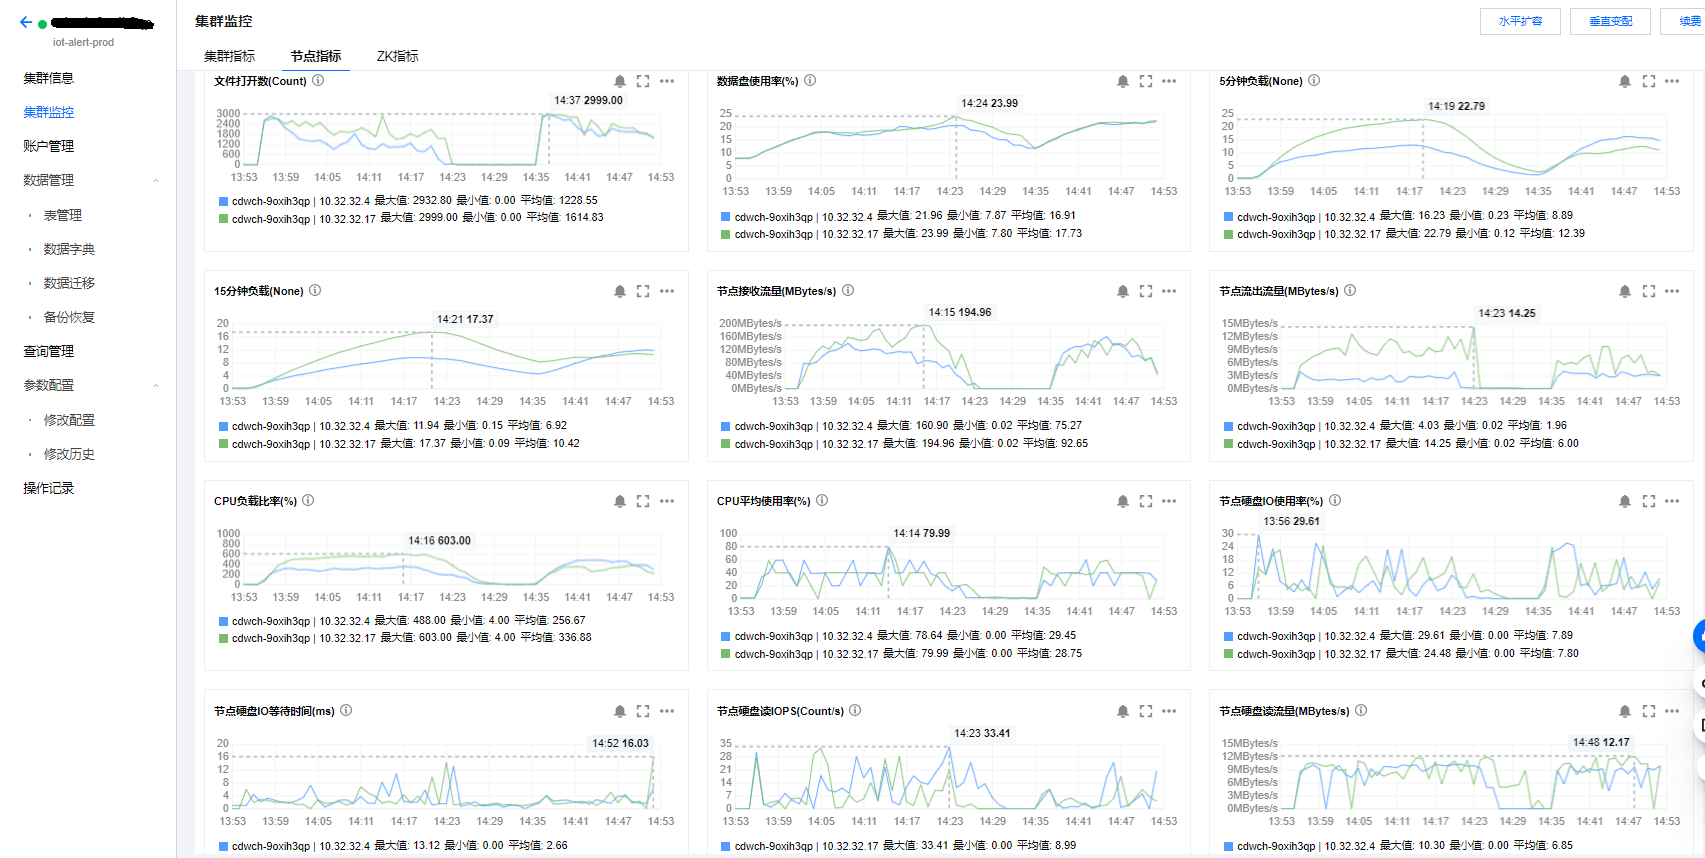 集群监控
水平扩容
垂直变配
续费
iot-alert-prod
集群指标
节点指标
ZK指标
集群信息
集群监控
账户管理
数据管理
· 表管理
· 数据字典
· 数据迁移
· 备份恢复
查询管理
参数配置
· 修改配置
· 修改历史
操作记录
文件打开数(Count)
14:37 2999.00
3000
2400
1800
1200
600
0
13:53 13:59 14:05 14:11 14:17 14:23 14:29 14:35 14:41 14:47 14:53
cdwch-9oxih3qp | 10.32.32.4 最大值: 2932.80 最小值: 0.00 平均值: 1228.55
cdwch-9oxih3qp | 10.32.32.17 最大值: 2999.00 最小值: 0.00 平均值: 1614.83
数据盘使用率(%)
14:24 23.99
25
20
15
10
5
0
13:53 13:59 14:05 14:11 14:17 14:23 14:29 14:35 14:41 14:47 14:53
cdwch-9oxih3qp | 10.32.32.4 最大值: 21.96 最小值: 7.87 平均值: 16.91
cdwch-9oxih3qp | 10.32.32.17 最大值: 23.99 最小值: 7.80 平均值: 17.73
5分钟负载(None)
14:19 22.79
25
20
15
10
5
0
13:53 13:59 14:05 14:11 14:17 14:23 14:29 14:35 14:41 14:47 14:53
cdwch-9oxih3qp | 10.32.32.4 最大值: 16.23 最小值: 0.23 平均值: 8.89
cdwch-9oxih3qp | 10.32.32.17 最大值: 22.79 最小值: 0.12 平均值: 12.39
15分钟负载(None)
14:21 17.37
20
16
12
8
4
0
13:53 13:59 14:05 14:11 14:17 14:23 14:29 14:35 14:41 14:47 14:53
cdwch-9oxih3qp | 10.32.32.4 最大值: 11.94 最小值: 0.15 平均值: 6.92
cdwch-9oxih3qp | 10.32.32.17 最大值: 17.37 最小值: 0.09 平均值: 10.42
节点接收流量(MBytes/s)
14:15 194.96
200MBytes/s
160MBytes/s
120MBytes/s
80MBytes/s
40MBytes/s
0MBytes/s
13:53 13:59 14:05 14:11 14:17 14:23 14:29 14:35 14:41 14:47 14:53
cdwch-9oxih3qp | 10.32.32.4 最大值: 160.90 最小值: 0.02 平均值: 75.27
cdwch-9oxih3qp | 10.32.32.17 最大值: 194.96 最小值: 0.02 平均值: 92.65
节点流出流量(MBytes/s)
14:23 14.25
15MBytes/s
12MBytes/s
9MBytes/s
6MBytes/s
3MBytes/s
0MBytes/s
13:53 13:59 14:05 14:11 14:17 14:23 14:29 14:35 14:41 14:47 14:53
cdwch-9oxih3qp | 10.32.32.4 最大值: 4.03 最小值: 0.02 平均值: 1.96
cdwch-9oxih3qp | 10.32.32.17 最大值: 14.25 最小值: 0.02 平均值: 6.00
CPU负载比率(%)
14:16 603.00
1000
800
600
400
200
0
13:53 13:59 14:05 14:11 14:17 14:23 14:29 14:35 14:41 14:47 14:53
cdwch-9oxih3qp | 10.32.32.4 最大值: 488.00 最小值: 4.00 平均值: 256.67
cdwch-9oxih3qp | 10.32.32.17 最大值: 603.00 最小值: 4.00 平均值: 336.88
CPU平均使用率(%)
14:14 79.99
100
80
60
40
20
0
13:53 13:59 14:05 14:11 14:17 14:23 14:29 14:35 14:41 14:47 14:53
cdwch-9oxih3qp | 10.32.32.4 最大值: 78.64 最小值: 0.00 平均值: 29.45
cdwch-9oxih3qp | 10.32.32.17 最大值: 79.99 最小值: 0.00 平均值: 28.75
节点硬盘IO使用率(%)
13:56 29.61
30
24
18
12
6
0
13:53 13:59 14:05 14:11 14:17 14:23 14:29 14:35 14:41 14:47 14:53
cdwch-9oxih3qp | 10.32.32.4 最大值: 29.61 最小值: 0.00 平均值: 7.89
cdwch-9oxih3qp | 10.32.32.17 最大值: 24.48 最小值: 0.00 平均值: 7.80
节点硬盘IO等待时间(ms)
14:52 16.03
20
16
12
8
4
0
13:53 13:59 14:05 14:11 14:17 14:23 14:29 14:35 14:41 14:47 14:53
cdwch-9oxih3qp | 10.32.32.4 最大值: 13.12 最小值: 0.00 平均值: 2.66
节点硬盘读IOPS(Count/s)
14:23 33.41
35
28
21
14
7
0
13:53 13:59 14:05 14:11 14:17 14:23 14:29 14:35 14:41 14:47 14:53
cdwch-9oxih3qp | 10.32.32.17 最大值: 33.41 最小值: 0.00 平均值: 8.99
节点硬盘读流量(MBytes/s)
14:48 12.17
15MBytes/s
12MBytes/s
9MBytes/s
6MBytes/s
3MBytes/s
0MBytes/s
13:53 13:59 14:05 14:11 14:17 14:23 14:29 14:35 14:41 14:47 14:53
cdwch-9oxih3qp | 10.32.32.4 最大值: 10.30 最小值: 0.00 平均值: 6.85